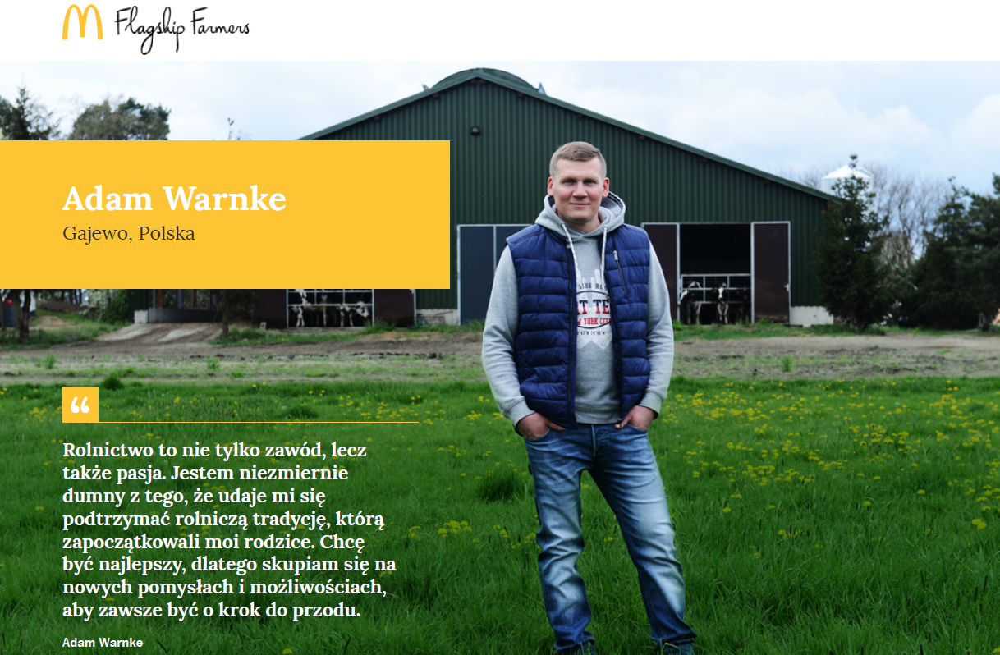 Flagship Farmers
Adam Warnke
Gajewo, Polska
“
Rolnictwo to nie tylko zawód, lecz
także pasja. Jestem niezmiernie
dumny z tego, że udaje mi się
podtrzymać rolniczą tradycję, którą
zapoczątkowali moi rodzice. Chcę
być najlepszy, dlatego skupiam się na
nowych pomysłach i możliwościach,
aby zawsze być o krok do przodu.
Adam Warnke